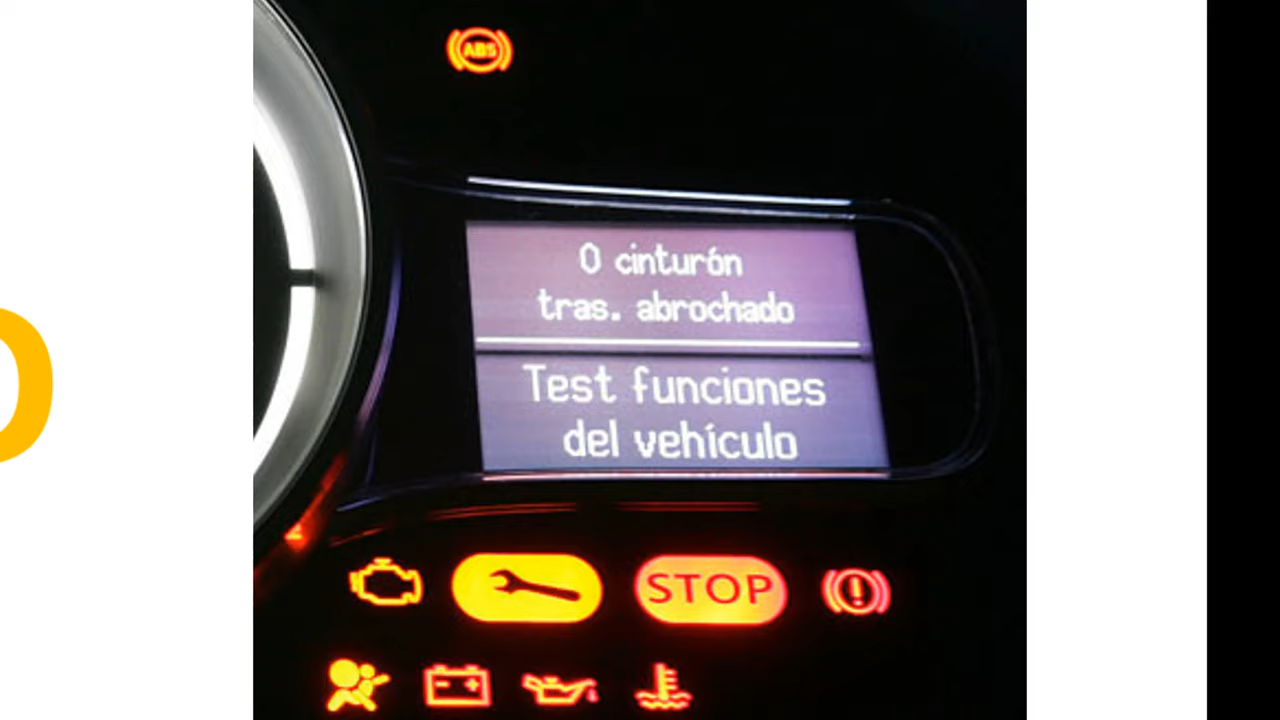 ABS
0 cinturón
tras. abrochado
Test funciones
del vehículo
STOP